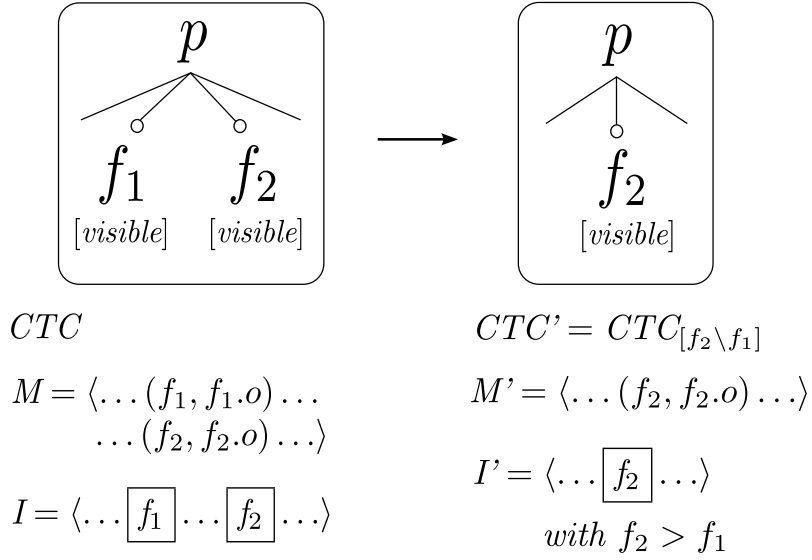 p
f₁ f₂
[visible] [visible]
p
f₂
[visible]
CTC
M = ⟨… (f₁, f₁.o) …
… (f₂, f₂.o) …⟩
I = ⟨… f₁ … f₂ …⟩
CTC’ = CTC[f₂\f₁]
M’ = ⟨… (f₂, f₂.o) …⟩
I’ = ⟨… f₂ …⟩
with f₂ > f₁